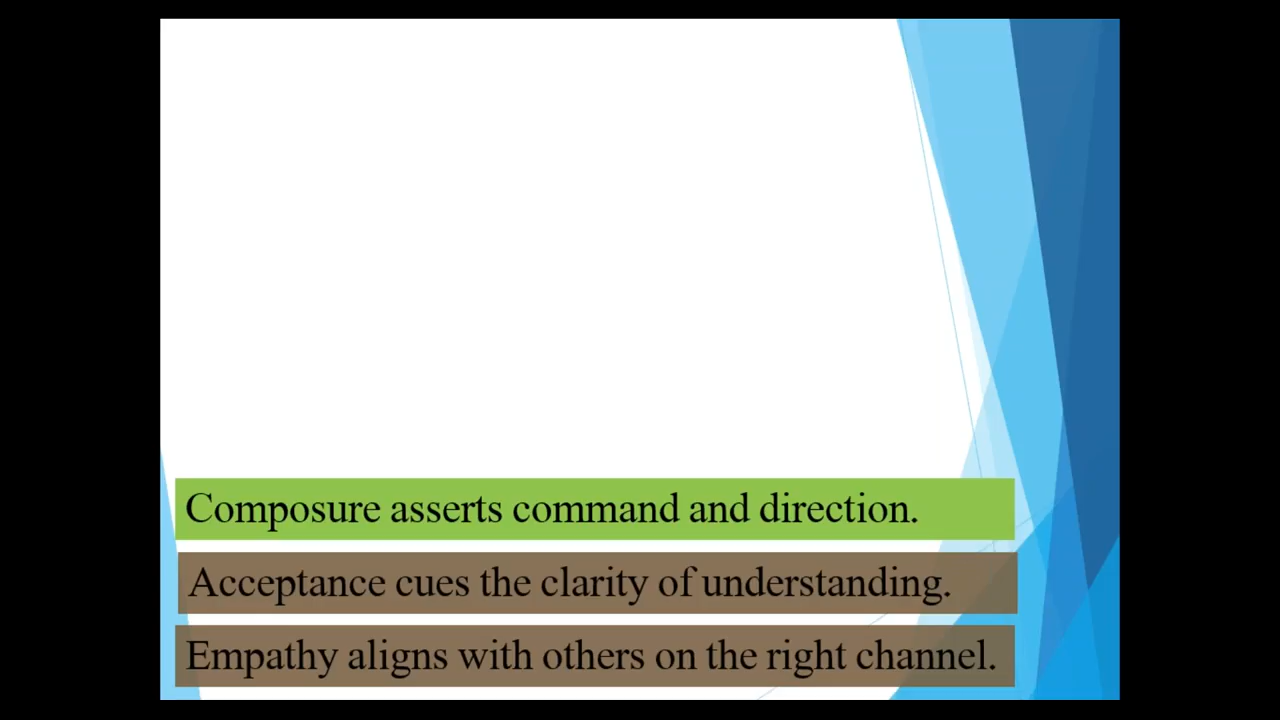 Composure asserts command and direction.
Acceptance cues the clarity of understanding.
Empathy aligns with others on the right channel.